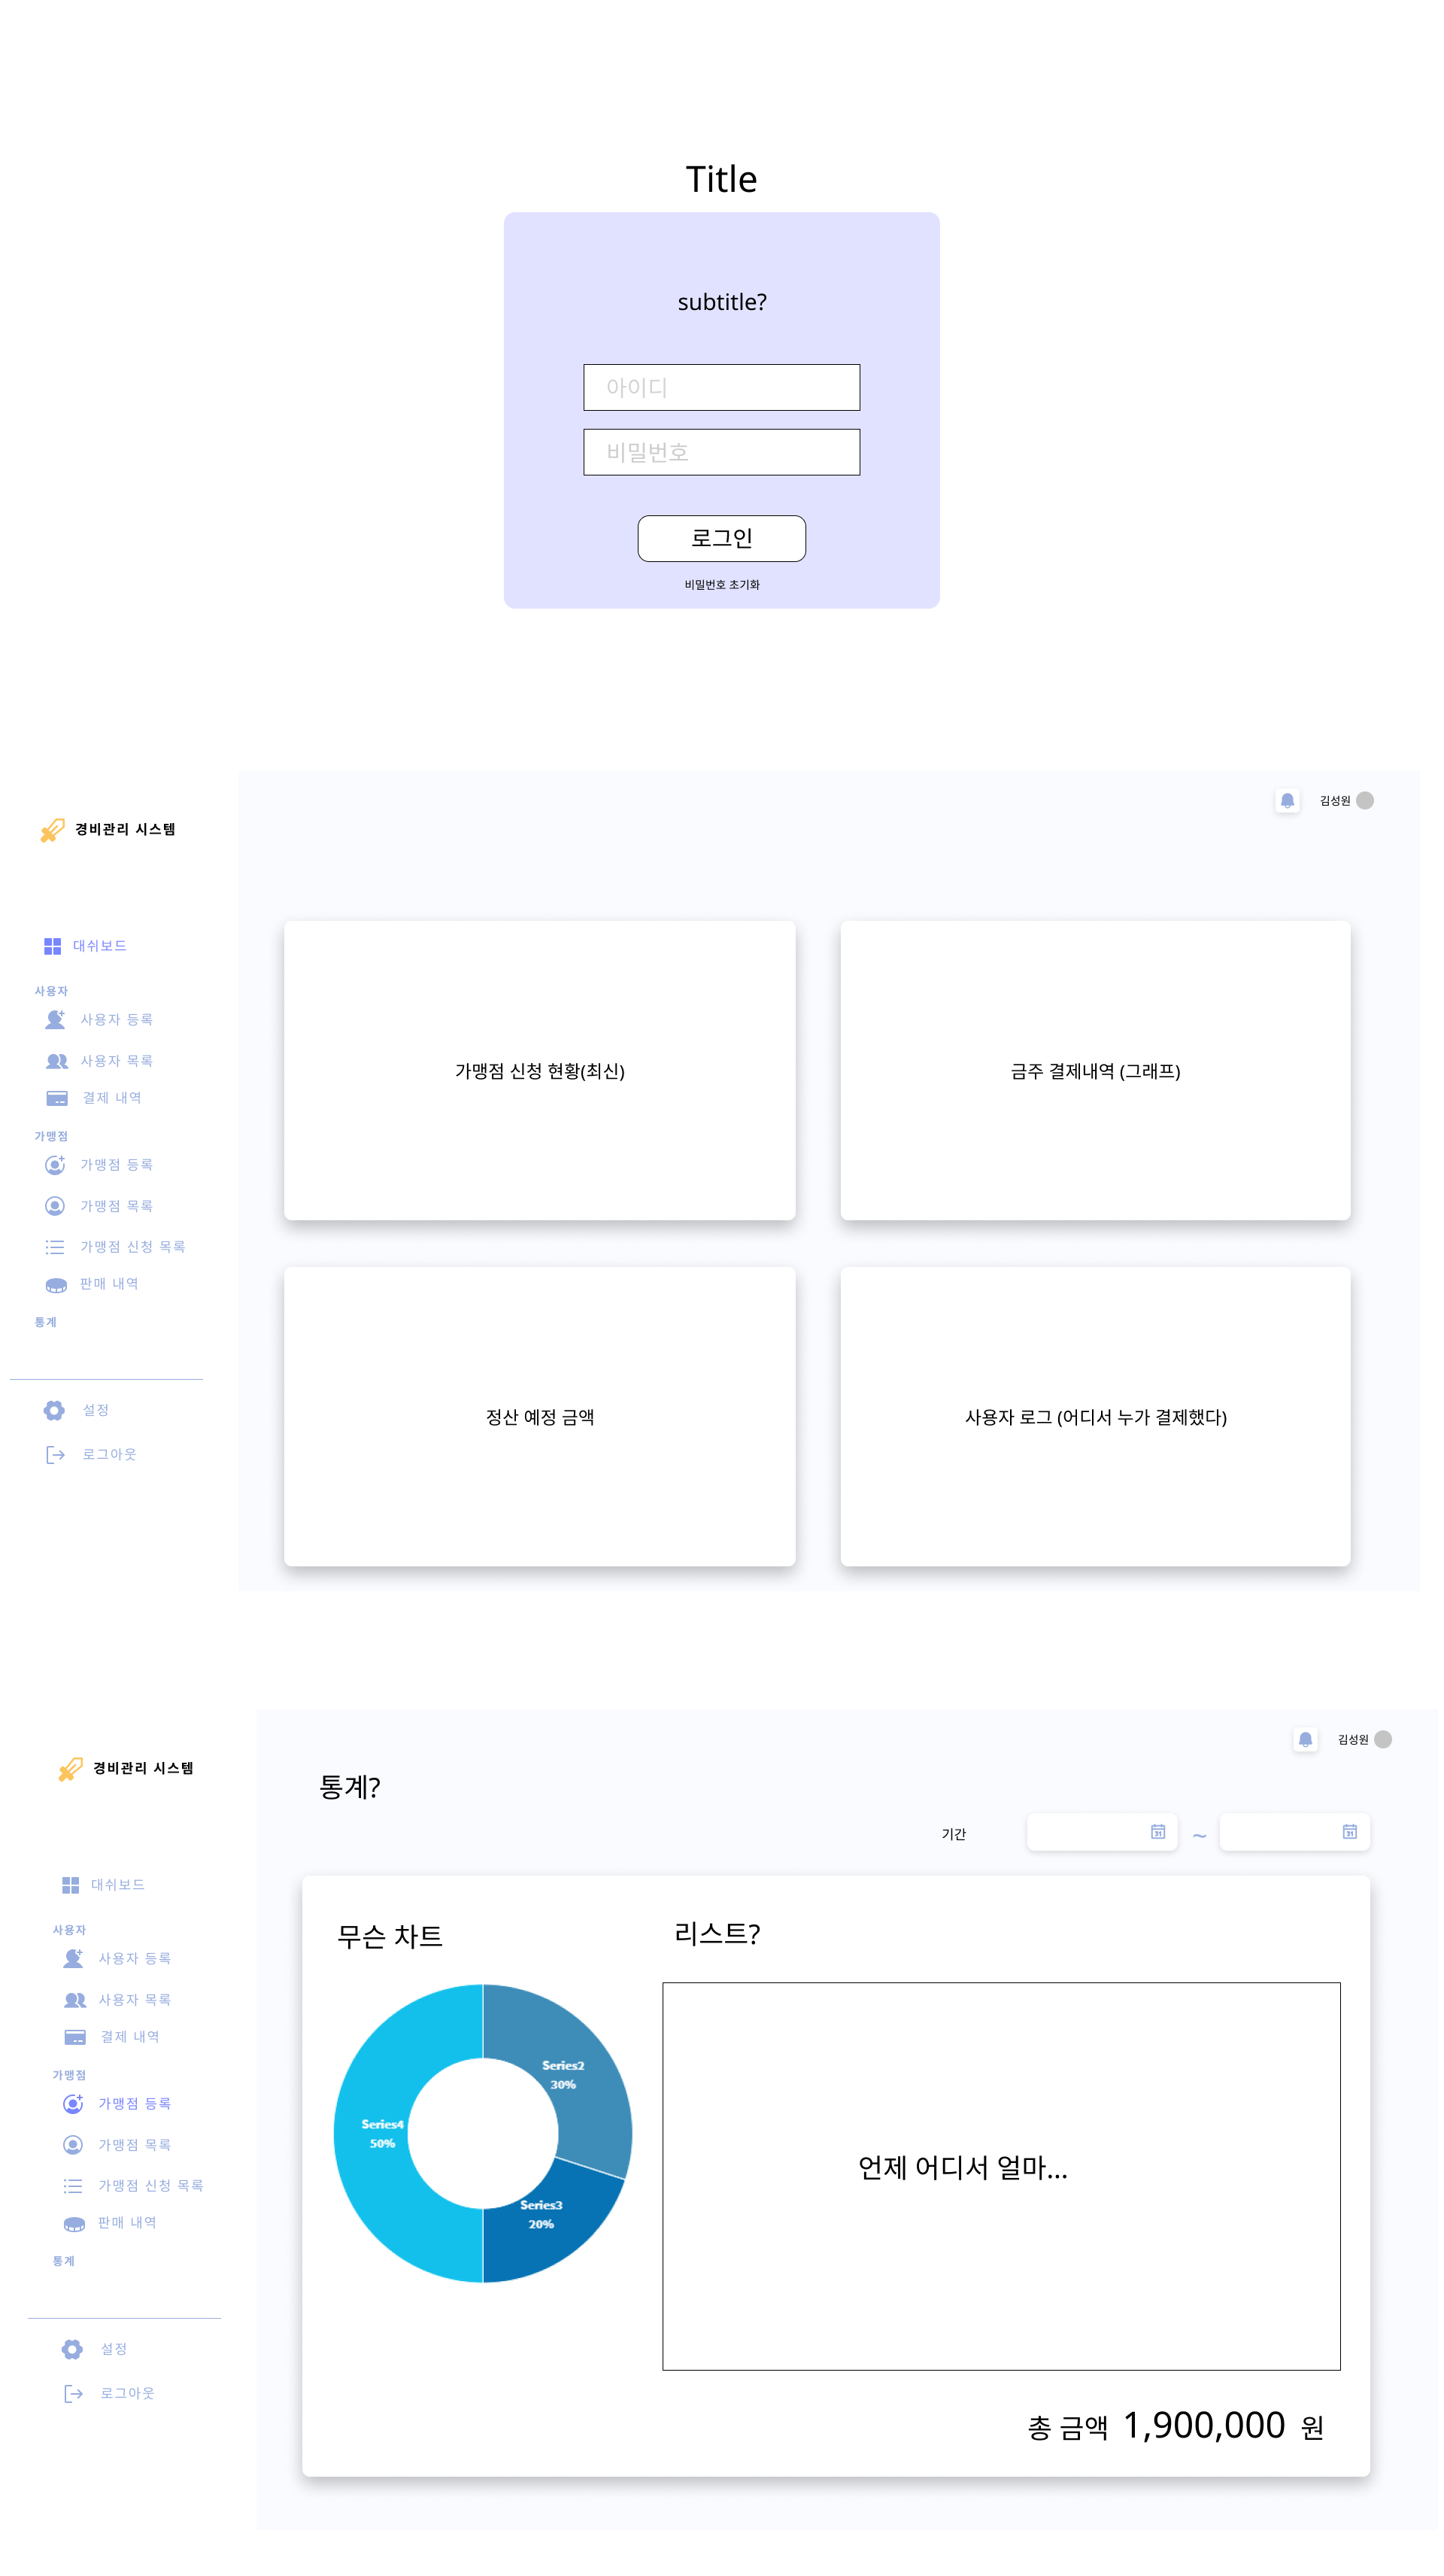 Title
subtitle?
아이디
비밀번호
로그인
비밀번호 초기화
김성원
경비관리 시스템
대쉬보드
사용자
사용자 등록
사용자 목록
결제 내역
가맹점
가맹점 등록
가맹점 목록
가맹점 신청 목록
판매 내역
통계
설정
로그아웃
가맹점 신청 현황(최신)
금주 결제내역 (그래프)
정산 예정 금액
사용자 로그 (어디서 누가 결제했다)
김성원
경비관리 시스템
대쉬보드
사용자
사용자 등록
사용자 목록
결제 내역
가맹점
가맹점 등록
가맹점 목록
가맹점 신청 목록
판매 내역
통계
설정
로그아웃
통계?
기간 31 ~ 31
무슨 차트
Series2
30%
Series4
50%
Series3
20%
리스트?
언제 어디서 얼마...
총 금액 1,900,000 원